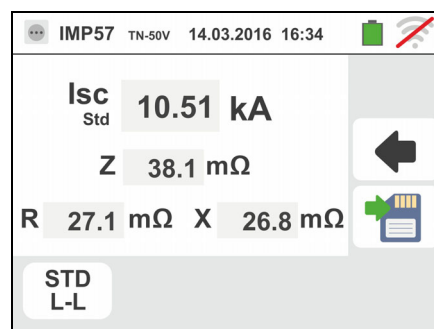 IMP57 TN-50V 14.03.2016 16:34
Isc Std 10.51 kA
Z 38.1 mΩ
R 27.1 mΩ X 26.8 mΩ
STD
L-L